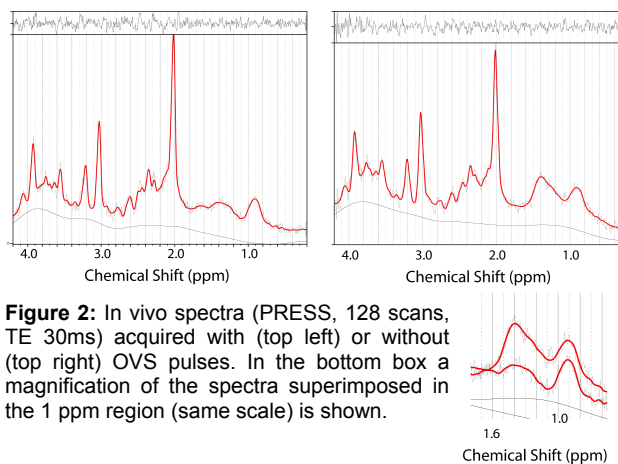 4.0 3.0 2.0 1.0
Chemical Shift (ppm)
4.0 3.0 2.0 1.0
Chemical Shift (ppm)
Figure 2: In vivo spectra (PRESS, 128 scans,
TE 30ms) acquired with (top left) or without
(top right) OVS pulses. In the bottom box a
magnification of the spectra superimposed in
the 1 ppm region (same scale) is shown.
1.6 1.0
Chemical Shift (ppm)